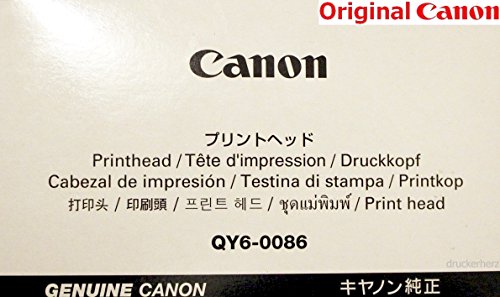 Original Canon
Canon
プリントヘッド
Printhead / Tête d'impression / Druckkopf
Cabezal de impresión / Testina di stampa / Printkop
打印头 / 印刷頭 / 프린트 헤드 / ชุดแม่พิมพ์ / Print head
QY6-0086
druckerherz
GENUINE CANON キヤノン純正